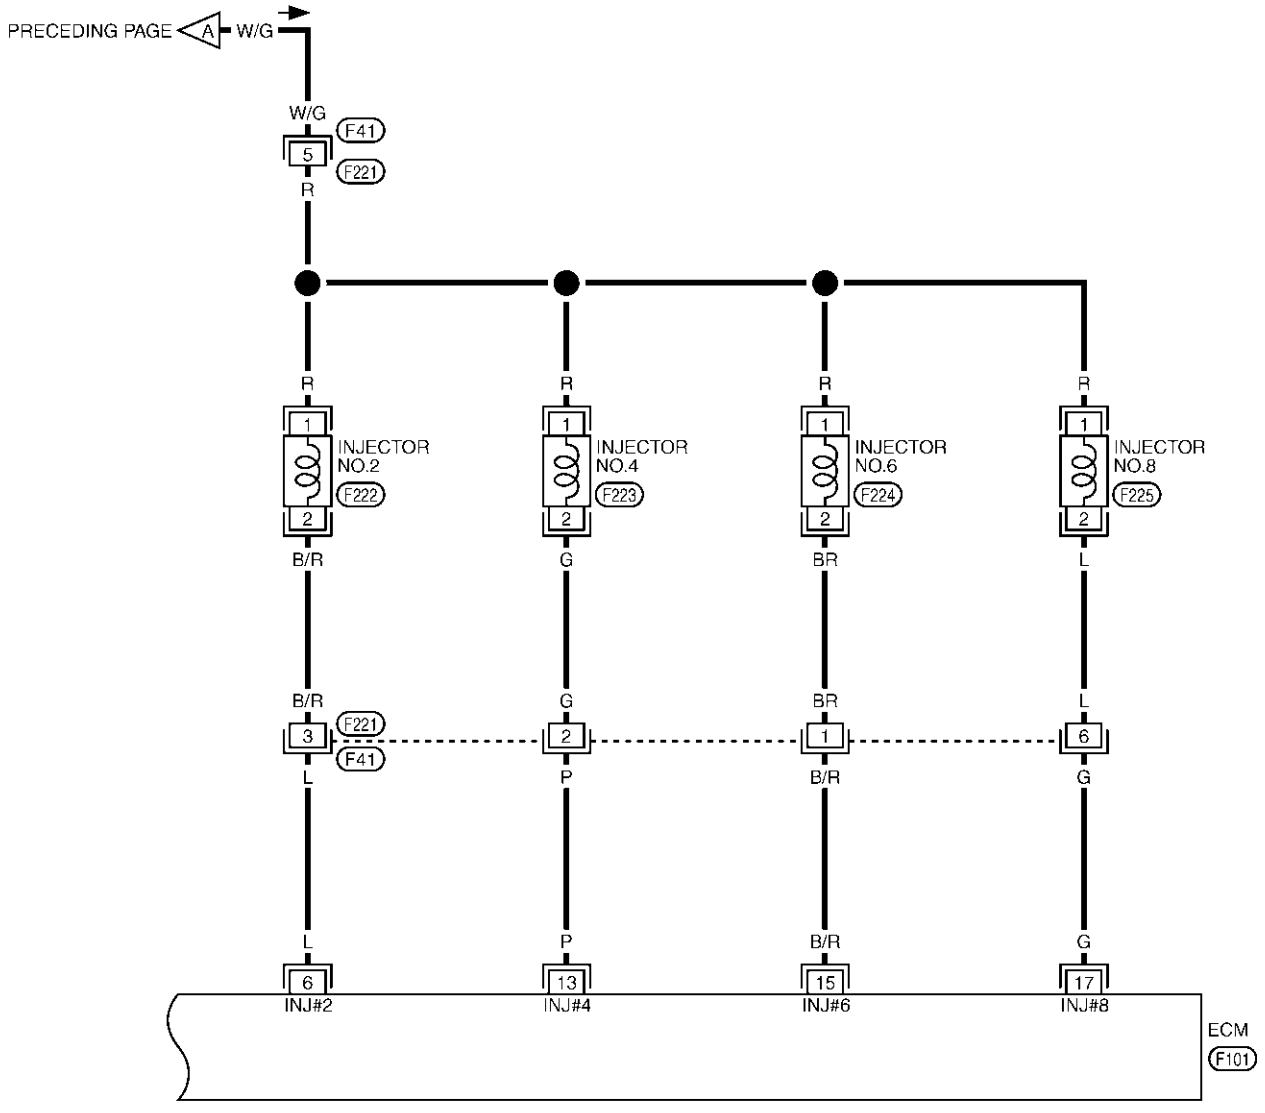 PRECEDING PAGE A W/G
W/G
F41
5
F221
R
R R R R
1 1 1 1
INJECTOR NO.2 F222
INJECTOR NO.4 F223
INJECTOR NO.6 F224
INJECTOR NO.8 F225
2 2 2 2
B/R G BR L
B/R G BR L
F221
3 2 1 6
F41
L P B/R G
L P B/R G
6 13 15 17
INJ#2 INJ#4 INJ#6 INJ#8
ECM
F101